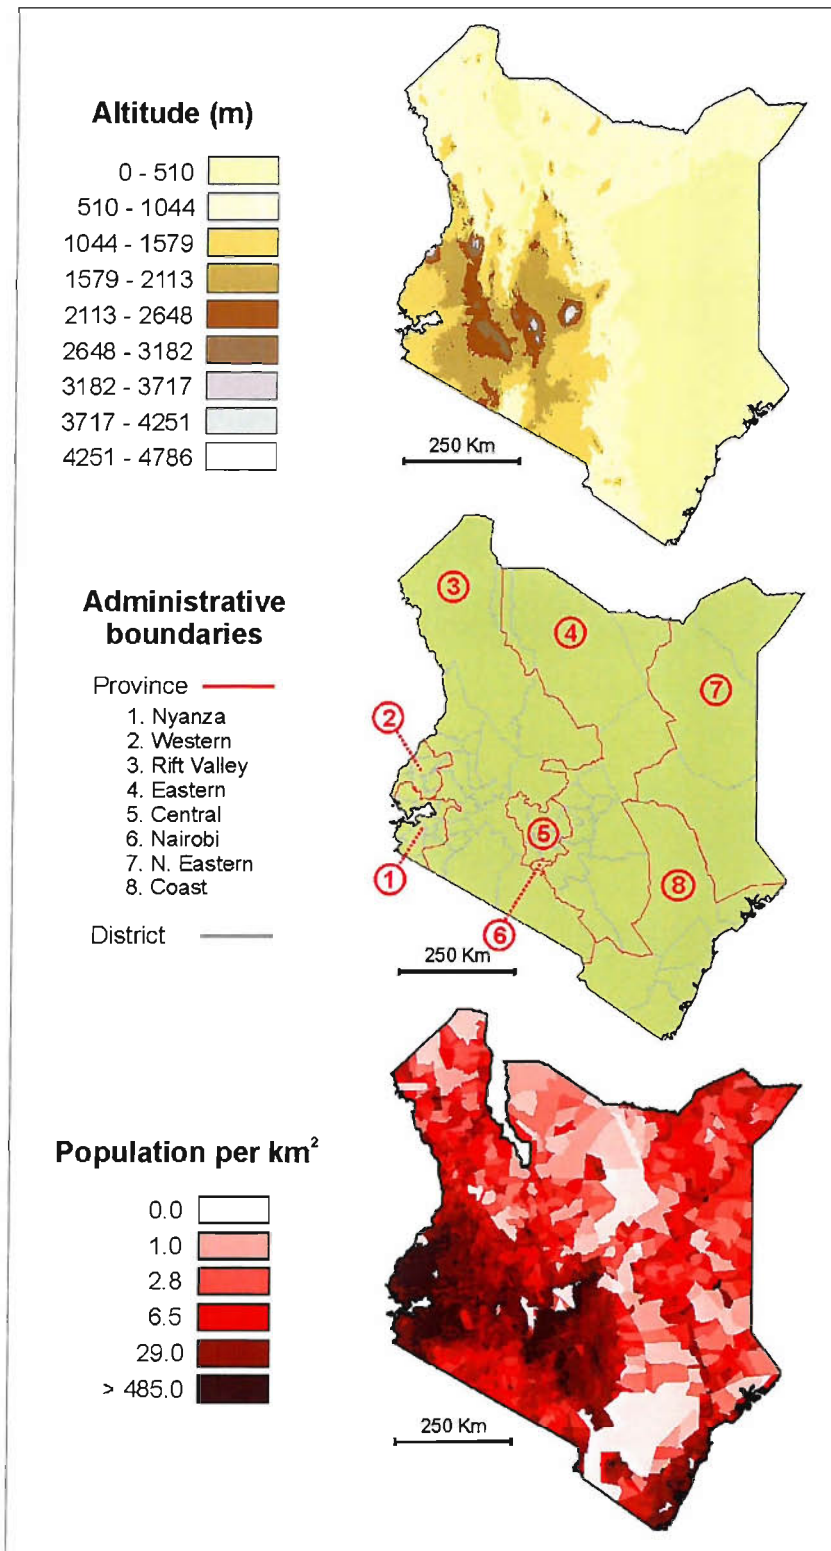 Altitude (m)
0 - 510
510 - 1044
1044 - 1579
1579 - 2113
2113 - 2648
2648 - 3182
3182 - 3717
3717 - 4251
4251 - 4786
250 Km
Administrative
boundaries
Province
1. Nyanza
2. Western
3. Rift Valley
4. Eastern
5. Central
6. Nairobi
7. N. Eastern
8. Coast
District
3
4
7
2
5
1
8
6
250 Km
Population per km²
0.0
1.0
2.8
6.5
29.0
> 485.0
250 Km